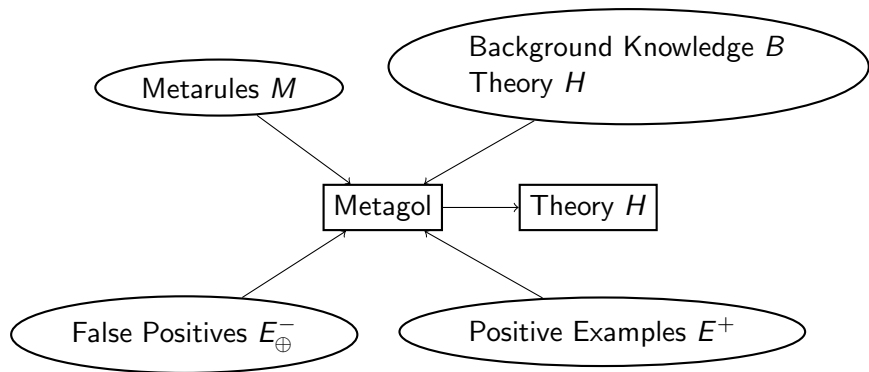 Background Knowledge B
Theory H
Metarules M
Metagol
Theory H
False Positives E⊕⁻
Positive Examples E⁺